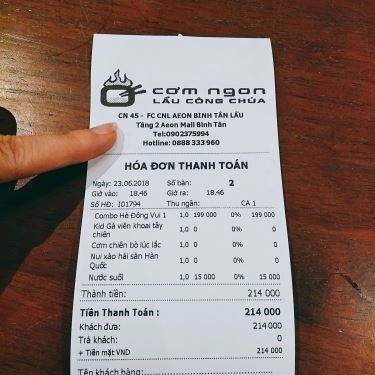 cơm ngon
LẨU CÔNG CHÚA
CN 45 - FC CNL AEON BÌNH TÂN LẦU
Tầng 2 Aeon Mall Bình Tân
Tel:0902375994
Hotline: 0888 333 960
HÓA ĐƠN THANH TOÁN
Ngày: 23.06.2018 Số bàn: 2
Giờ vào: 18.46 Giờ ra: 18.46
Số HĐ: 101794 Thu ngân: CA 1
Combo Hè Đồng Vui 1 1,0 199 000 0% 199 000
Kid Gà viên khoai tây 1,0 0 0% 0
chiên
Cơm chiên bò lúc lắc 1,0 0 0% 0
Nui xào hải sản Hàn 1,0 0 0% 0
Quốc
Nước suối 1,0 15 000 0% 15 000
Thành tiền: 214 000
Tiền Thanh Toán : 214 000
Khách đưa: 214 000
Trả khách: 0
+ Tiền mặt VND 214 000
Tên khách hàng: